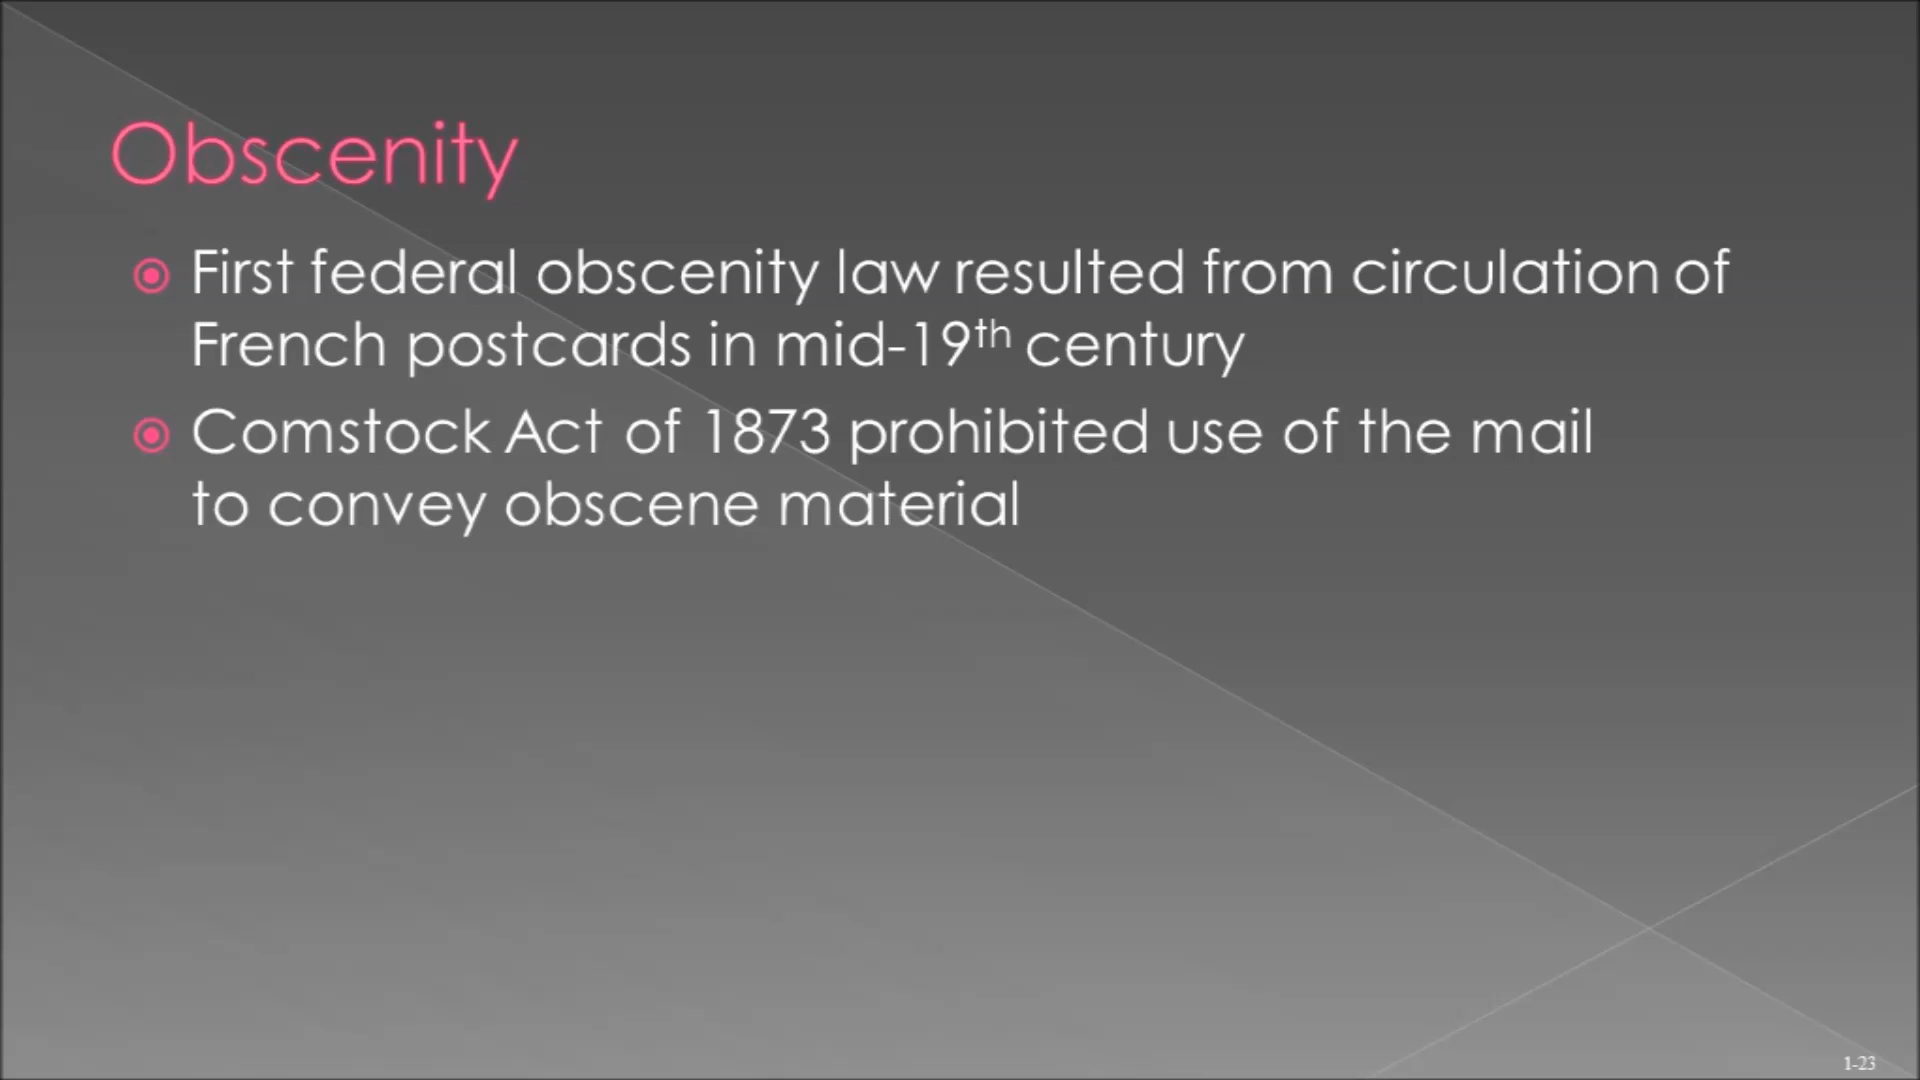 Obscenity
First federal obscenity law resulted from circulation of
French postcards in mid-19th century
Comstock Act of 1873 prohibited use of the mail
to convey obscene material
1-23